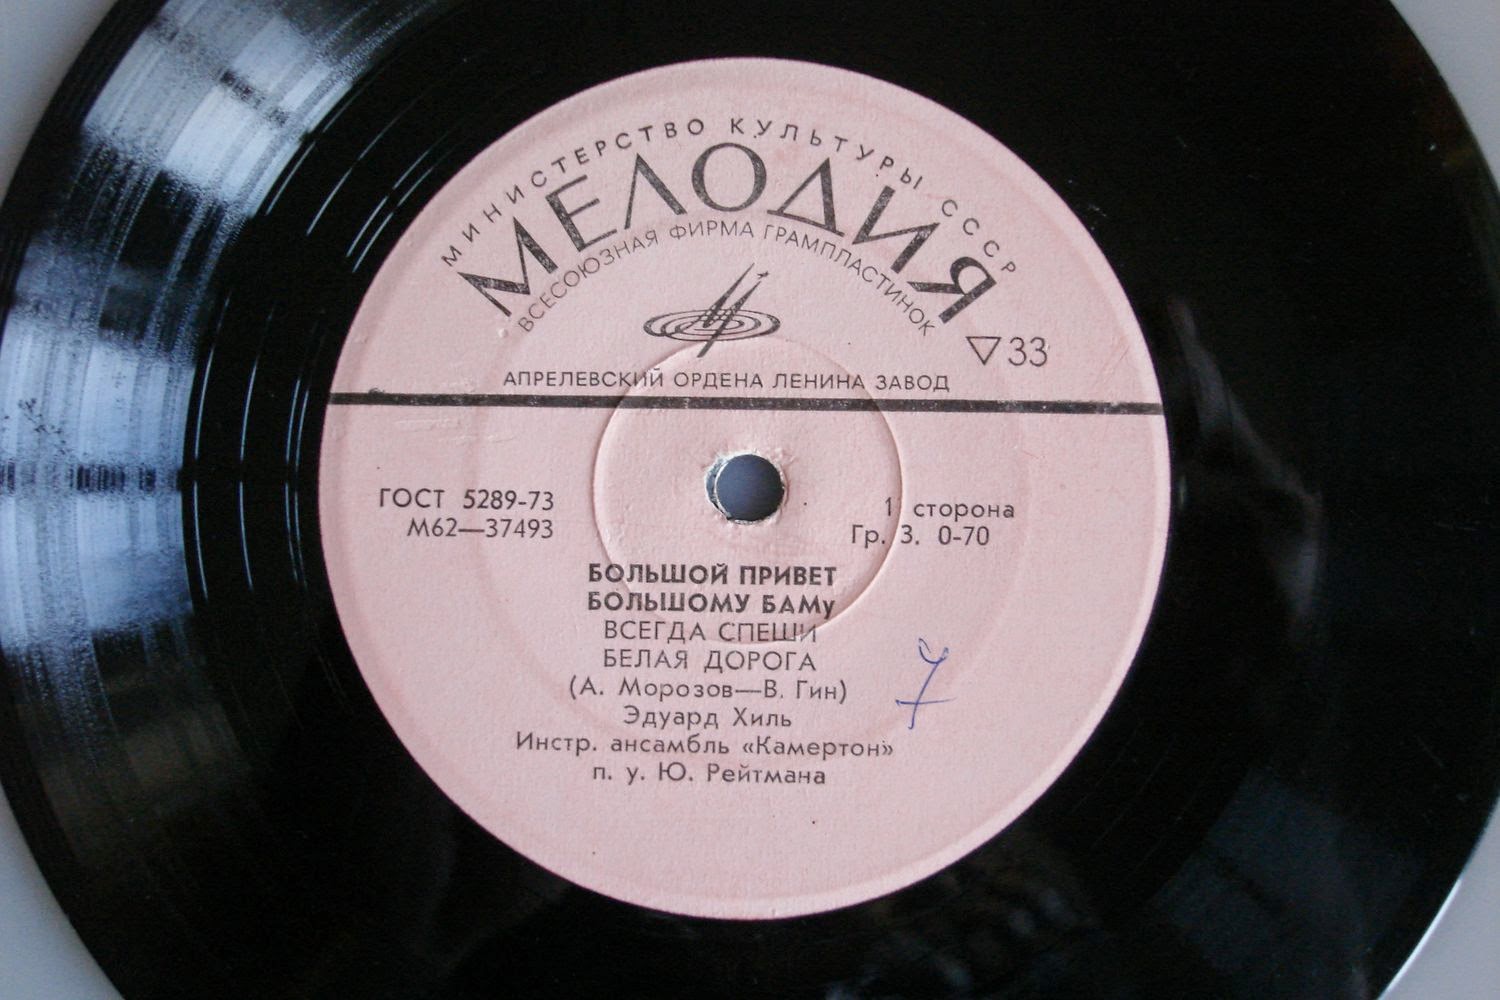 МИНИСТЕРСТВО КУЛЬТУРЫ СССР
МЕЛОДИЯ
ВСЕСОЮЗНАЯ ФИРМА ГРАМПЛАСТИНОК
33
АПРЕЛЕВСКИЙ ОРДЕНА ЛЕНИНА ЗАВОД
ГОСТ 5289-73
М62—37493
1 сторона
Гр. 3. 0-70
БОЛЬШОЙ ПРИВЕТ
БОЛЬШОМУ БАМу
ВСЕГДА СПЕШИ
БЕЛАЯ ДОРОГА
(А. Морозов—В. Гин)
Эдуард Хиль
Инстр. ансамбль «Камертон»
п. у. Ю. Рейтмана
7